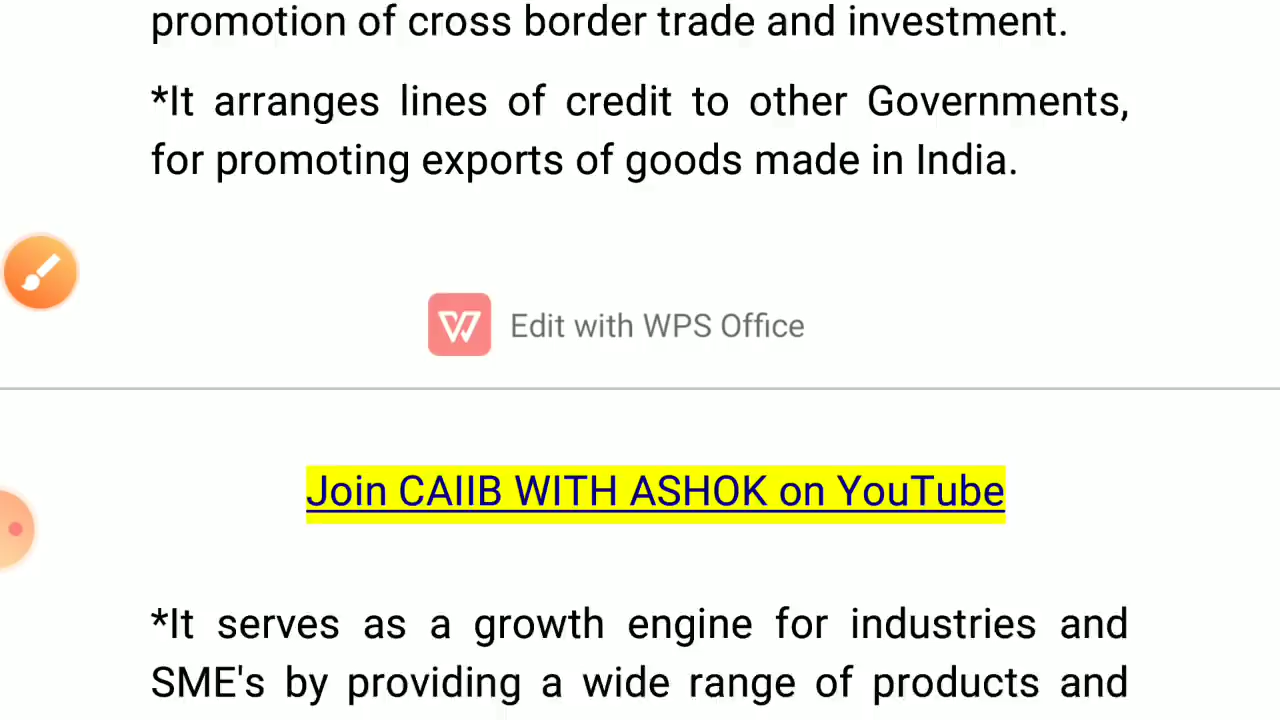 promotion of cross border trade and investment.
*It arranges lines of credit to other Governments,
for promoting exports of goods made in India.
Edit with WPS Office
Join CAIIB WITH ASHOK on YouTube
*It serves as a growth engine for industries and
SME's by providing a wide range of products and